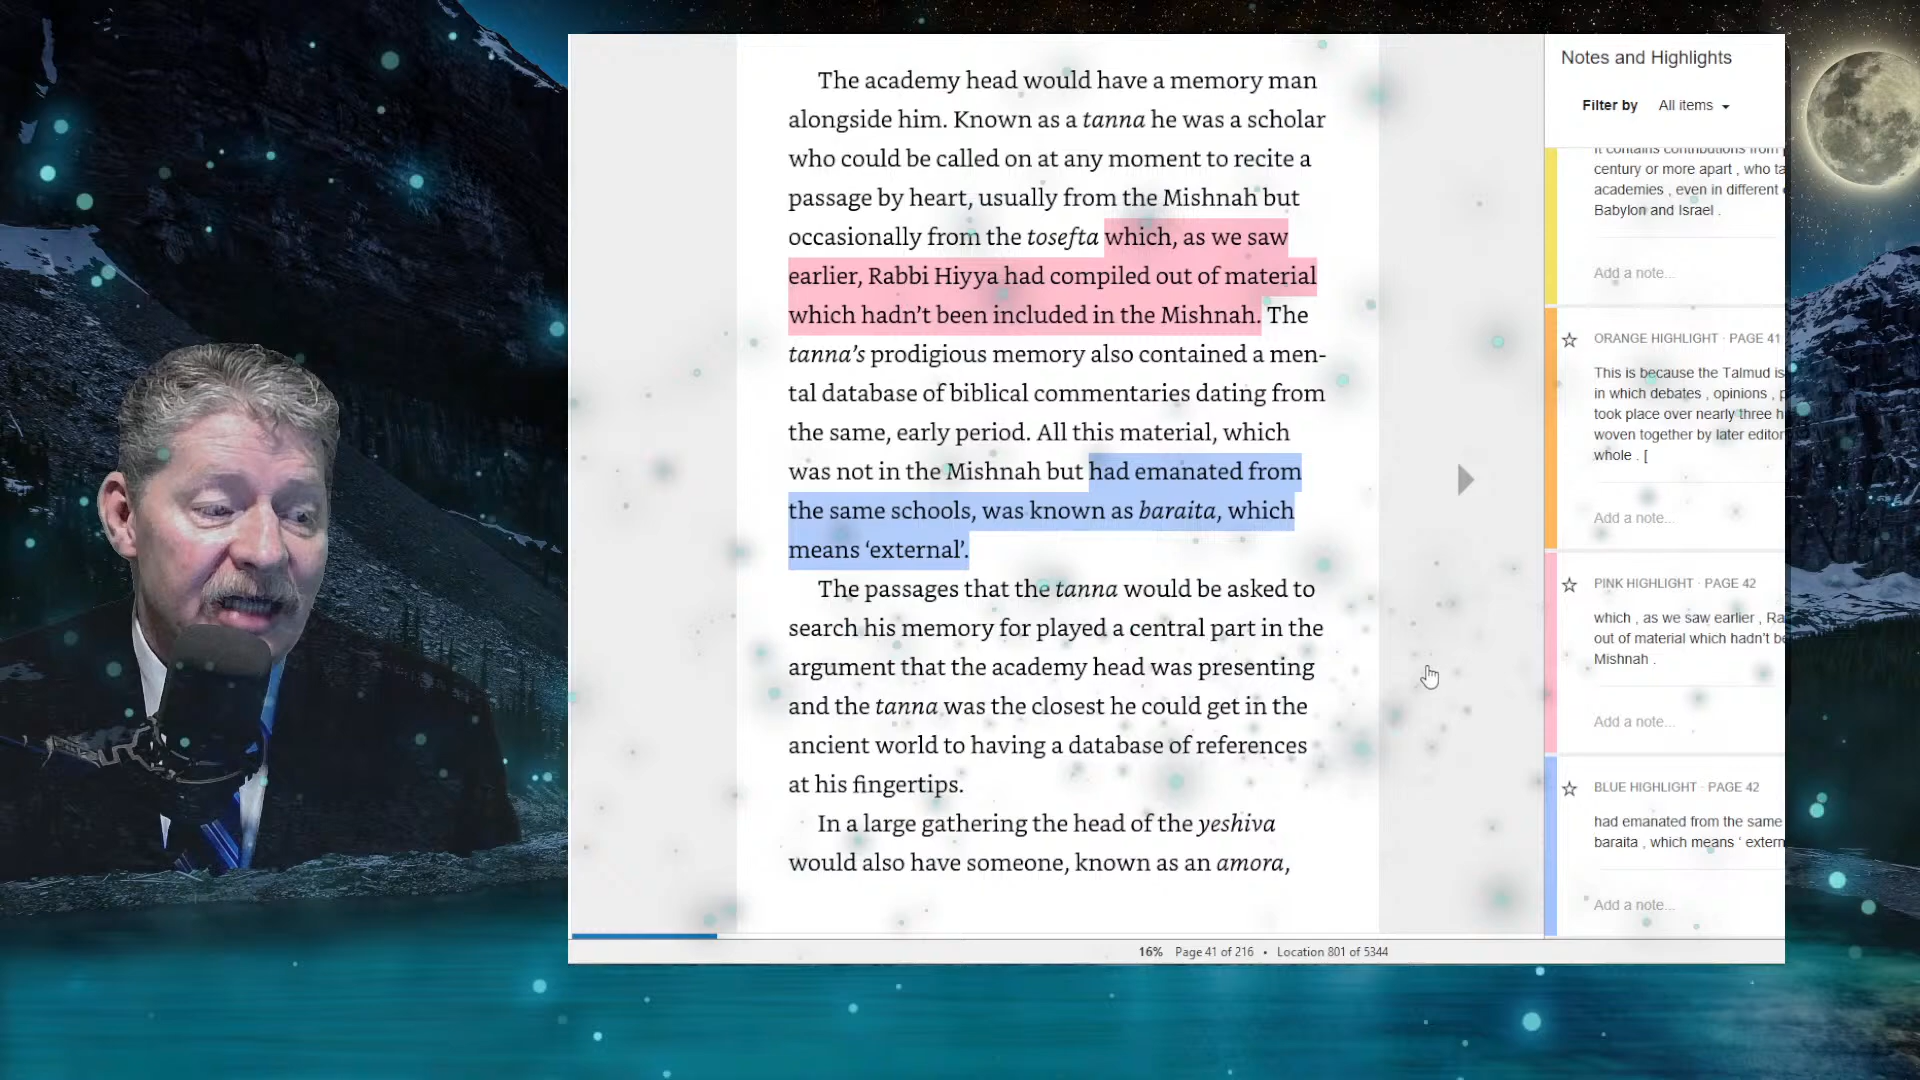 The academy head would have a memory man
alongside him. Known as a tanna he was a scholar
who could be called on at any moment to recite a
passage by heart, usually from the Mishnah but
occasionally from the tosefta which, as we saw
earlier, Rabbi Hiyya had compiled out of material
which hadn’t been included in the Mishnah. The
tanna’s prodigious memory also contained a men-
tal database of biblical commentaries dating from
the same, early period. All this material, which
was not in the Mishnah but had emanated from
the same schools, was known as baraita, which
means ‘external’.
The passages that the tanna would be asked to
search his memory for played a central part in the
argument that the academy head was presenting
and the tanna was the closest he could get in the
ancient world to having a database of references
at his fingertips.
In a large gathering the head of the yeshiva
would also have someone, known as an amora,
16% Page 41 of 216 • Location 801 of 5344
Notes and Highlights
Filter by All items
It contains contributions from
century or more apart , who
academies , even in different
Babylon and Israel .
Add a note...
ORANGE HIGHLIGHT · PAGE 41
This is because the Talmud is
in which debates , opinions ,
took place over nearly three
woven together by later
whole . [
Add a note...
PINK HIGHLIGHT · PAGE 42
which , as we saw earlier ,
out of material which hadn't
Mishnah .
Add a note...
BLUE HIGHLIGHT · PAGE 42
had emanated from the same
baraita , which means '
Add a note...